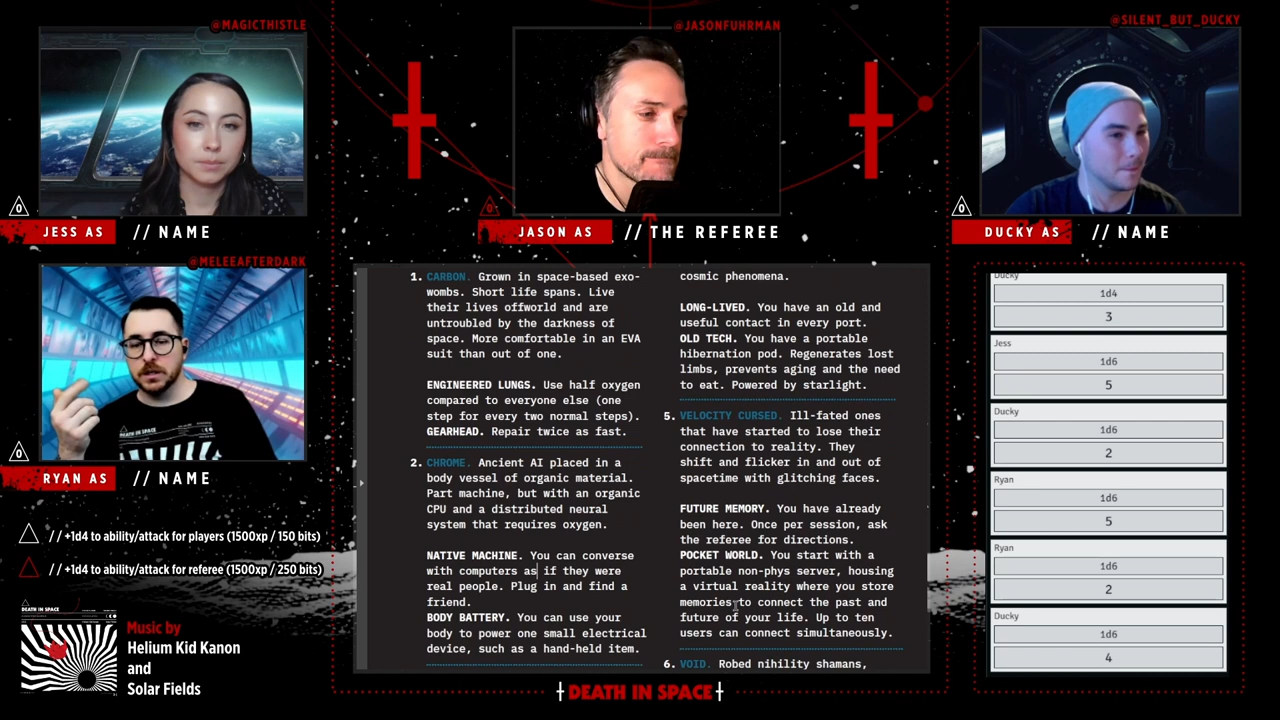 @MAGICTHISTLE
0
JESS AS // NAME
@JASONFUHRMAN
0
JASON AS // THE REFEREE
@SILENT_BUT_DUCKY
0
DUCKY AS // NAME
@MELEEAFTERDARK
DEATH IN SPACE
0
RYAN AS // NAME
// +1d4 to ability/attack for players (1500xp / 150 bits)
// +1d4 to ability/attack for referee (1500xp / 250 bits)
DEATH IN SPACE
Music by
Helium Kid Kanon
and
Solar Fields
1. CARBON. Grown in space-based exo-
wombs. Short life spans. Live
their lives offworld and are
untroubled by the darkness of
space. More comfortable in an EVA
suit than out of one.
ENGINEERED LUNGS. Use half oxygen
compared to everyone else (one
step for every two normal steps).
GEARHEAD. Repair twice as fast.
2. CHROME. Ancient AI placed in a
body vessel of organic material.
Part machine, but with an organic
CPU and a distributed neural
system that requires oxygen.
NATIVE MACHINE. You can converse
with computers as if they were
real people. Plug in and find a
friend.
BODY BATTERY. You can use your
body to power one small electrical
device, such as a hand-held item.
cosmic phenomena.
LONG-LIVED. You have an old and
useful contact in every port.
OLD TECH. You have a portable
hibernation pod. Regenerates lost
limbs, prevents aging and the need
to eat. Powered by starlight.
5. VELOCITY CURSED. Ill-fated ones
that have started to lose their
connection to reality. They
shift and flicker in and out of
spacetime with glitching faces.
FUTURE MEMORY. You have already
been here. Once per session, ask
the referee for directions.
POCKET WORLD. You start with a
portable non-phys server, housing
a virtual reality where you store
memories to connect the past and
future of your life. Up to ten
users can connect simultaneously.
6. VOID. Robed nihility shamans,
Ducky
1d4
3
Jess
1d6
5
Ducky
1d6
2
Ryan
1d6
5
Ryan
1d6
2
Ducky
1d6
4
DEATH IN SPACE